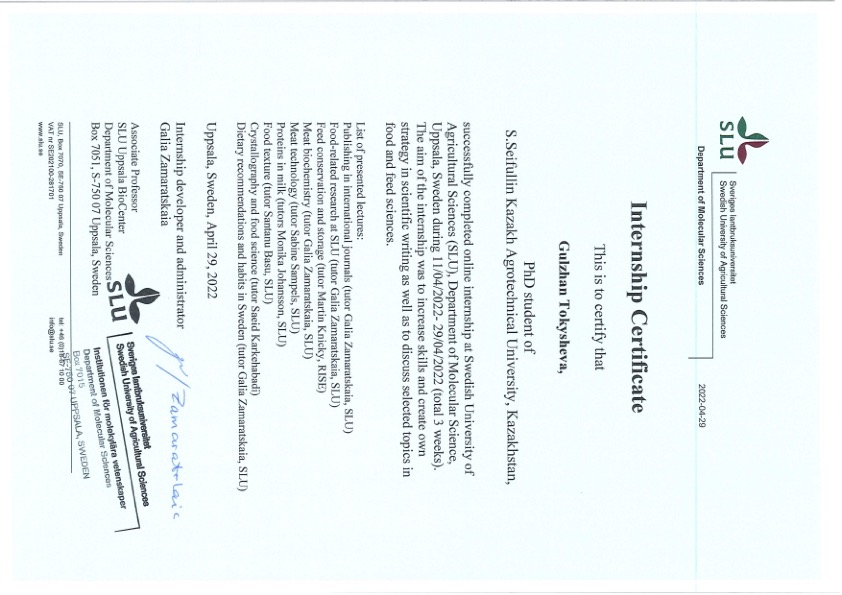 SLU
Sveriges lantbruksuniversitet
Swedish University of Agricultural Sciences
Department of Molecular Sciences
2022-04-29
Internship Certificate
This is to certify that
Gulzhan Tokysheva,
PhD student of
S.Seifullin Kazakh Agrotechnical University, Kazakhstan,
successfully completed online internship at Swedish University of
Agricultural Sciences (SLU), Department of Molecular Science,
Uppsala, Sweden during 11/04/2022- 29/04/2022 (total 3 weeks).
The aim of the internship was to increase skills and create own
strategy in scientific writing as well as to discuss selected topics in
food and feed sciences.
List of presented lectures:
Publishing in international journals (tutor Galia Zamaratskaia, SLU)
Food-related research at SLU (tutor Galia Zamaratskaia, SLU)
Feed conservation and storage (tutor Martin Knicky, RISE)
Meat biochemistry (tutor Galia Zamaratskaia, SLU)
Meat technology (tutor Sabine Sampels, SLU)
Proteins in milk (tutors Monika Johansson, SLU)
Food texture (tutor Santanu Basu, SLU)
Crystallography and food science (tutor Saeid Karkehabadi)
Dietary recommendations and habits in Sweden (tutor Galia Zamaratskaia, SLU)
Uppsala, Sweden, April 29, 2022
Internship developer and administrator
Galia Zamaratskaia
Associate Professor
SLU Uppsala BioCenter
Department of Molecular Sciences
Box 7051, S-750 07 Uppsala, Sweden
SLU
Sveriges lantbruksuniversitet
Swedish University of Agricultural Sciences
Institutionen för molekylära vetenskaper
Department of Molecular Sciences
Box 7015
SE-750 07 UPPSALA, SWEDEN
SLU, Box 7070, SE-750 07 Uppsala, Sweden
tel: +46 (0)18-67 10 00
VAT nr SE202100-281701
info@slu.se
www.slu.se